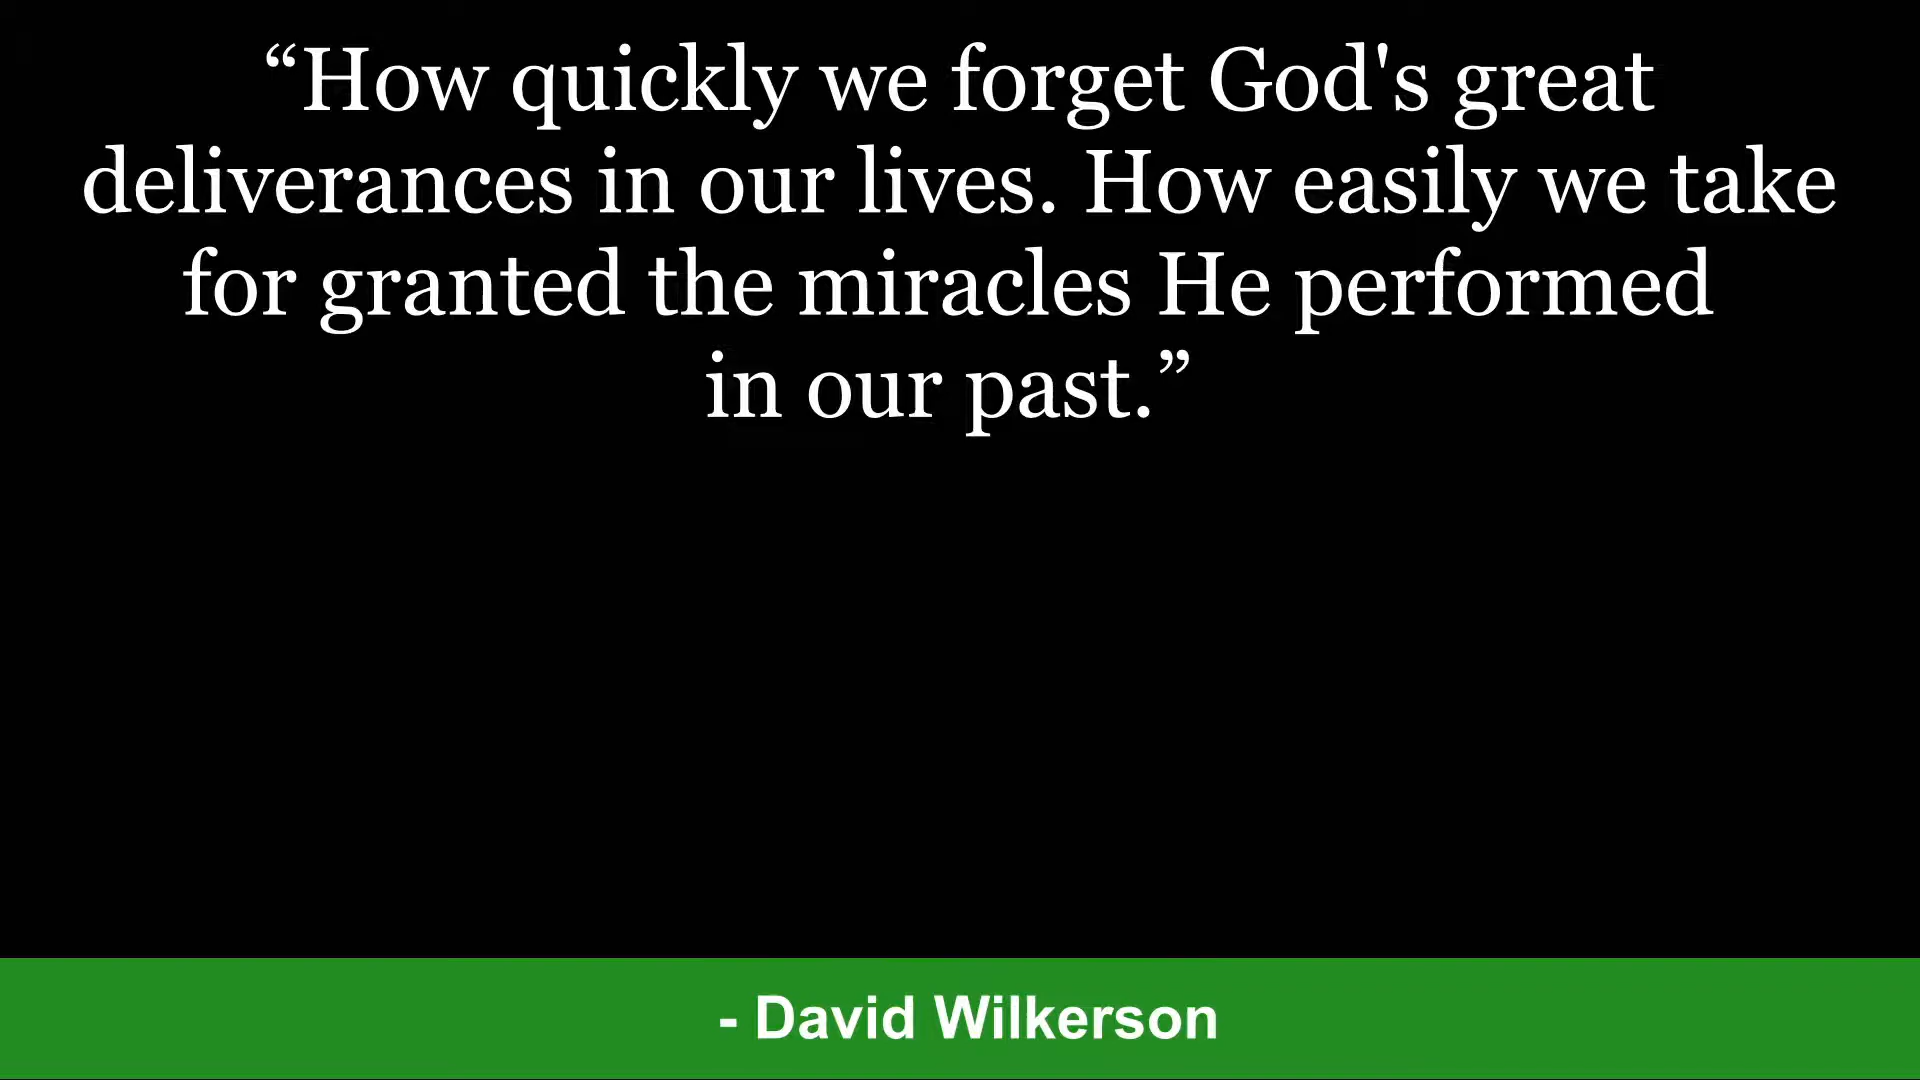 “How quickly we forget God's great
deliverances in our lives. How easily we take
for granted the miracles He performed
in our past.”
- David Wilkerson